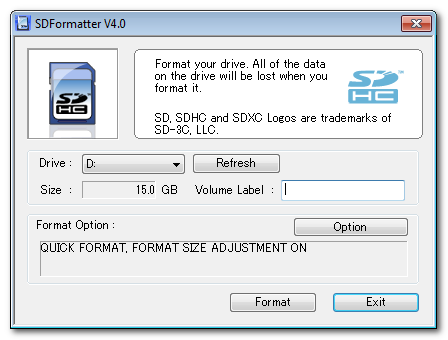 SDFormatter V4.0
SD
HC
Format your drive. All of the data
on the drive will be lost when you
format it.
SD, SDHC and SDXC Logos are trademarks of
SD-3C, LLC.
SD
HC
Drive : D: Refresh
Size : 15.0 GB Volume Label :
Format Option : Option
QUICK FORMAT, FORMAT SIZE ADJUSTMENT ON
Format Exit